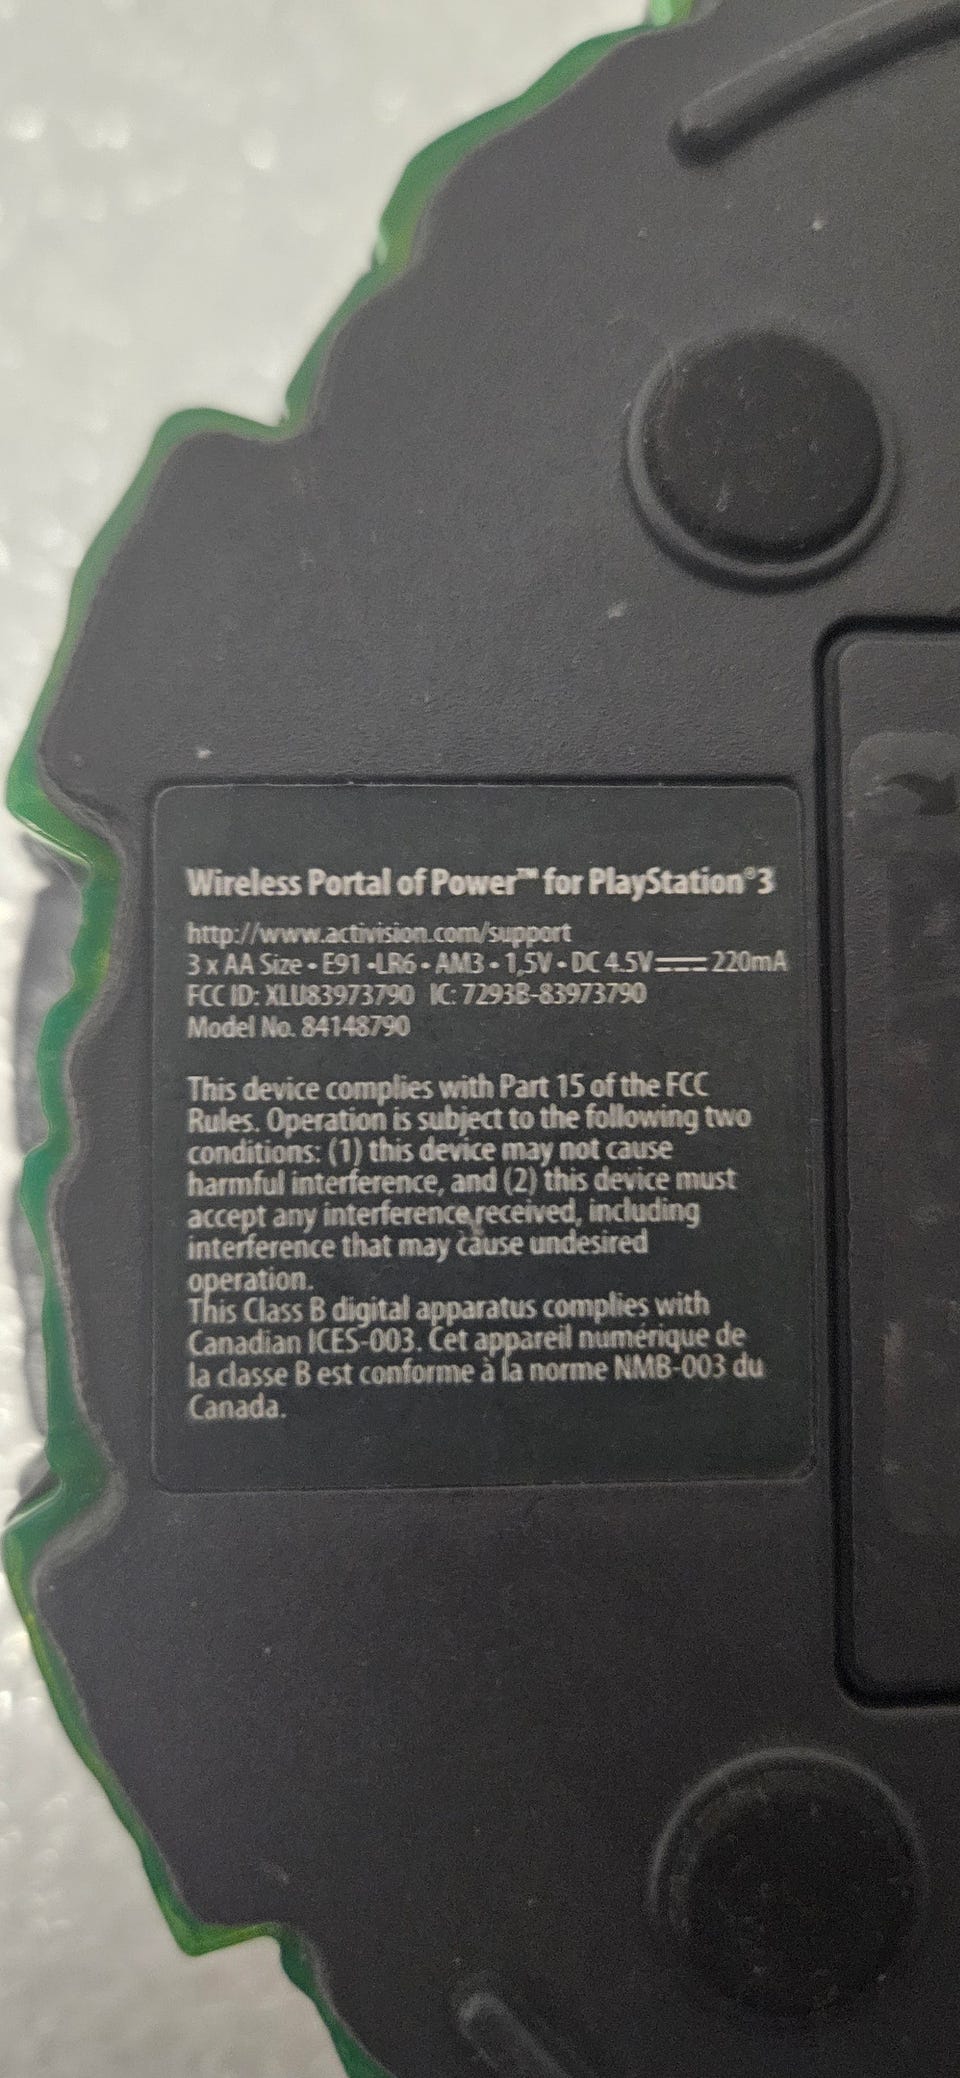 Wireless Portal of Power™ for PlayStation®3
http://www.activision.com/support
3 x AA Size • E91 •LR6 • AM3 • 1,5V • DC 4.5V⎓220mA
FCC ID: XLU83973790 IC: 7293B-83973790
Model No. 84148790
This device complies with Part 15 of the FCC
Rules. Operation is subject to the following two
conditions: (1) this device may not cause
harmful interference, and (2) this device must
accept any interference received, including
interference that may cause undesired
operation.
This Class B digital apparatus complies with
Canadian ICES-003. Cet appareil numérique de
la classe B est conforme à la norme NMB-003 du
Canada.